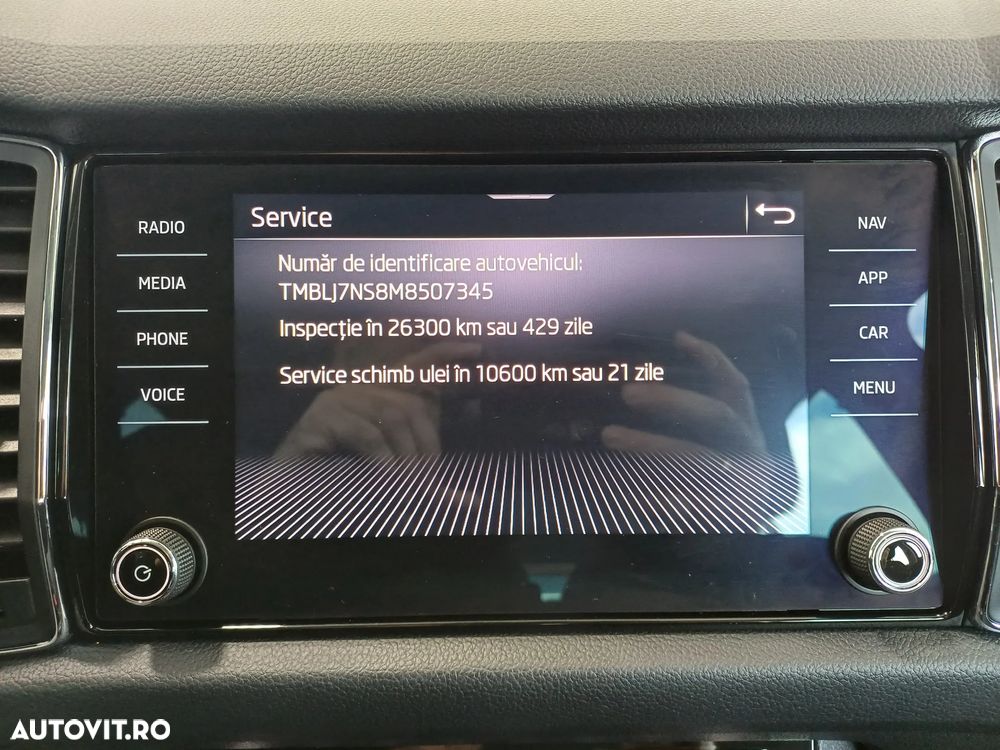 Service
RADIO
MEDIA
PHONE
VOICE
Număr de identificare autovehicul:
TMBLJ7NS8M8507345
Inspecție în 26300 km sau 429 zile
Service schimb ulei în 10600 km sau 21 zile
NAV
APP
CAR
MENU
AUTOVIT.RO